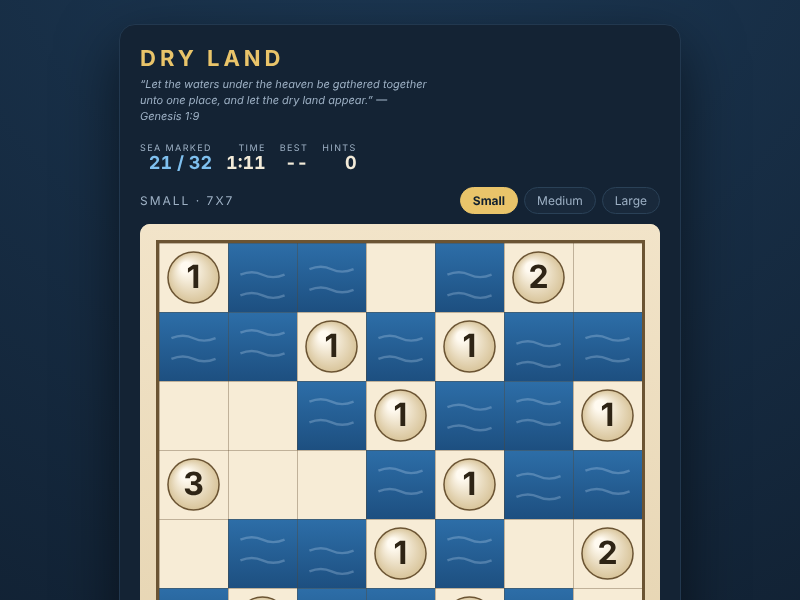 DRY LAND
“Let the waters under the heaven be gathered together
unto one place, and let the dry land appear.” —
Genesis 1:9
SEA MARKED TIME BEST HINTS
21 / 32 1:11 -- 0
SMALL · 7X7 Small Medium Large
1 2
1 1
1 1
3 1
1 2